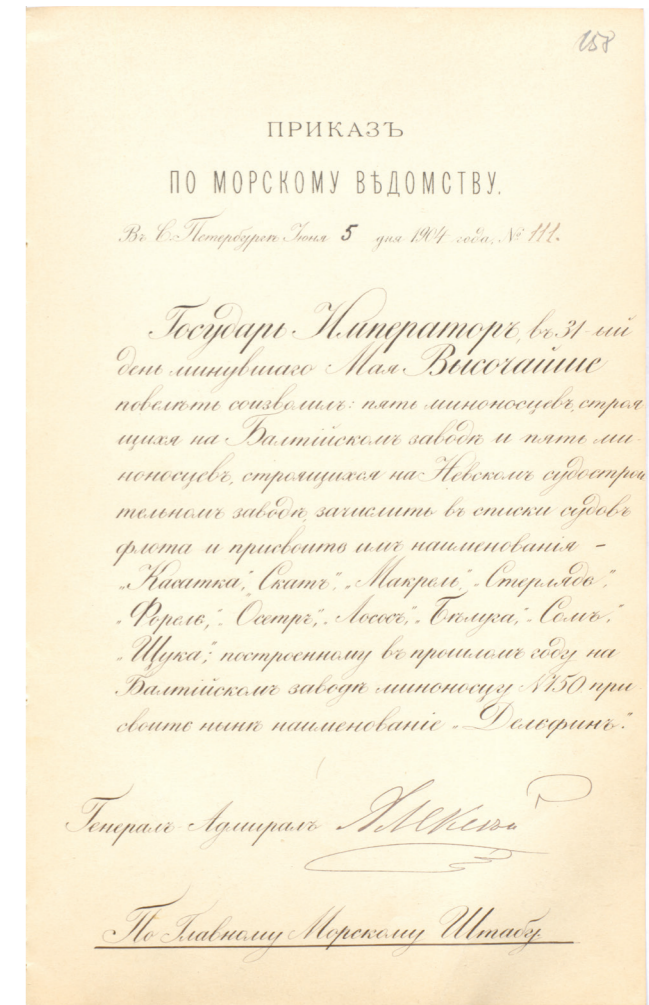 158
ПРИКАЗЪ
ПО МОРСКОМУ ВѢДОМСТВУ.
Въ С. Петербургѣ Іюня 5 дня 1904 года, № 111.
Государь Императоръ, въ 31-ый
день минувшаго Мая Высочайше
повелѣть соизволилъ: пять миноносцевъ, строя
щихся на Балтійскомъ заводѣ и пять ми-
ноносцевъ, строящихся на Невскомъ судострои
тельномъ заводѣ, зачислить въ списки судовъ
флота и присвоить имъ наименованія –
„Касатка“, „Скатъ“, „Макрель“, „Стерлядь“,
„Форель“, „Осетръ“, „Лосось“, „Бѣлуга“, „Сомъ“,
„Щука“; построенному въ прошломъ году на
Балтійскомъ заводѣ миноносцу №150 при
своить нынѣ наименованіе „Дельфинъ“.
Генералъ-Адмиралъ Алексѣй
По Главному Морскому Штабу.